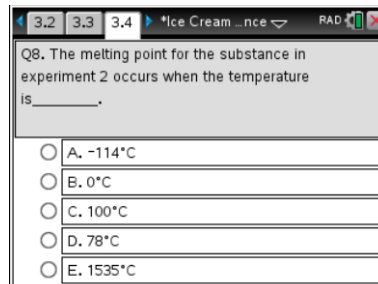 3.2 3.3 3.4 *Ice Cream ...nce RAD
Q8. The melting point for the substance in
experiment 2 occurs when the temperature
is________.
A. -114°C
B. 0°C
C. 100°C
D. 78°C
E. 1535°C